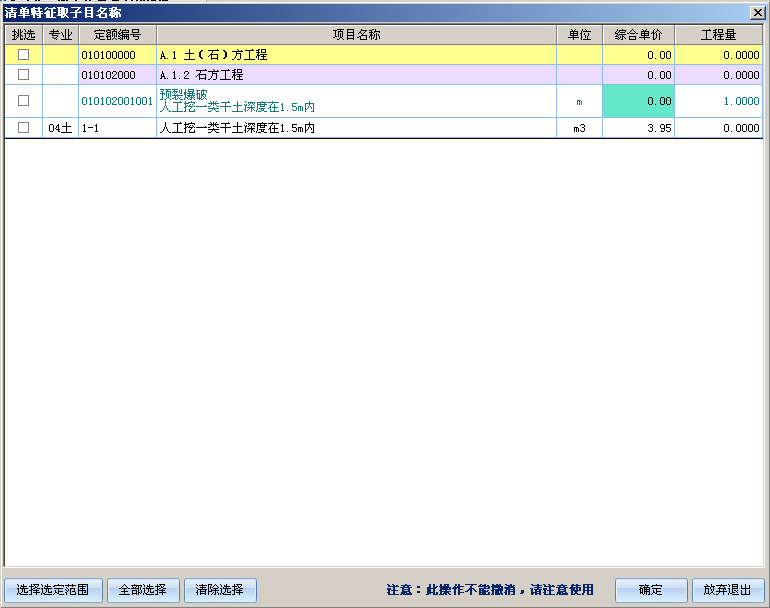 清单特征取子目名称
挑选 专业 定额编号 项目名称 单位 综合单价 工程量
010100000 A.1 土(石)方工程 0.00 0.0000
010102000 A.1.2 石方工程 0.00 0.0000
010102001001 预裂爆破 m 0.00 1.0000
人工挖一类干土深度在1.5m内
04土 1-1 人工挖一类干土深度在1.5m内 m3 3.95 0.0000
选择选定范围 全部选择 清除选择 注意：此操作不能撤消，请注意使用 确定 放弃退出